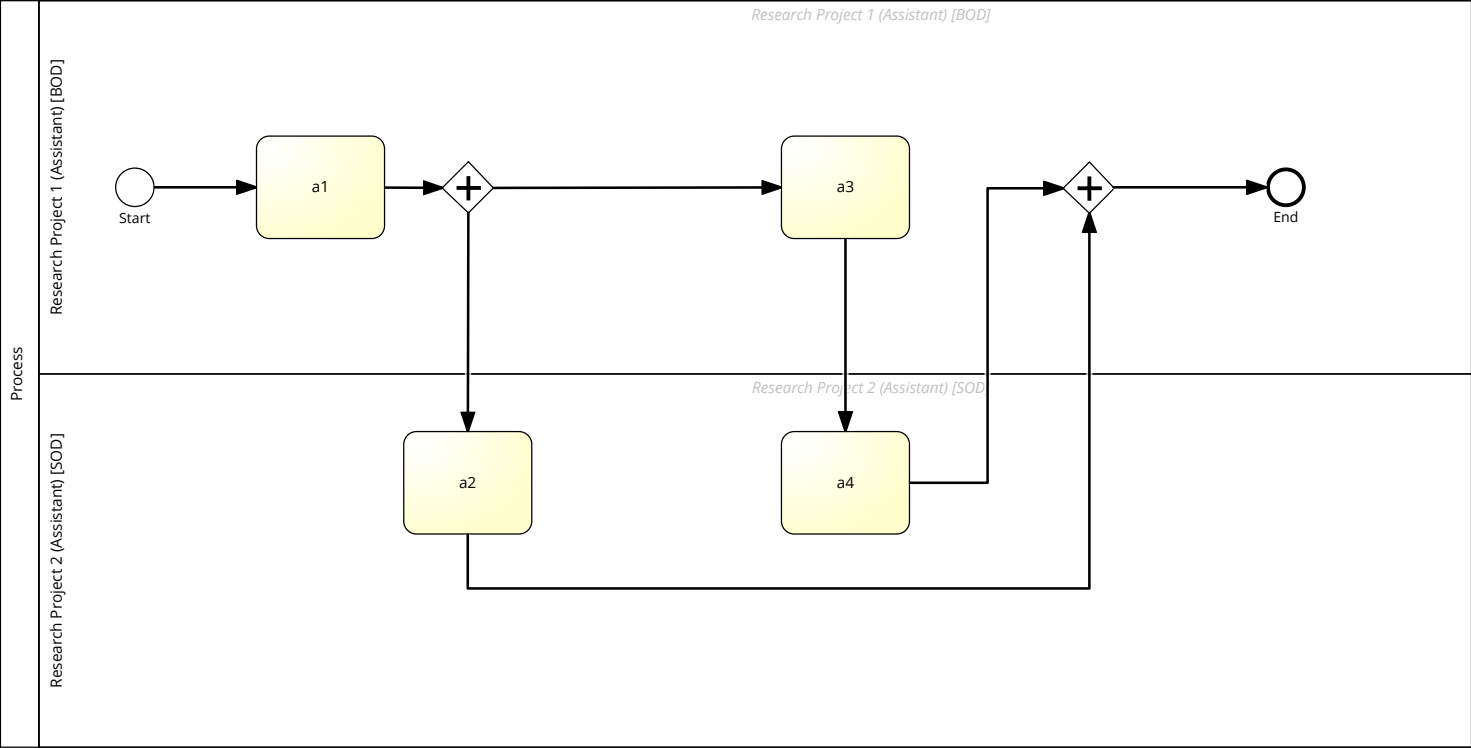 Process
Research Project 1 (Assistant) [BOD]
Research Project 1 (Assistant) [BOD]
Start
a1
a3
End
Research Project 2 (Assistant) [SOD]
Research Project 2 (Assistant) [SOD
a2
a4